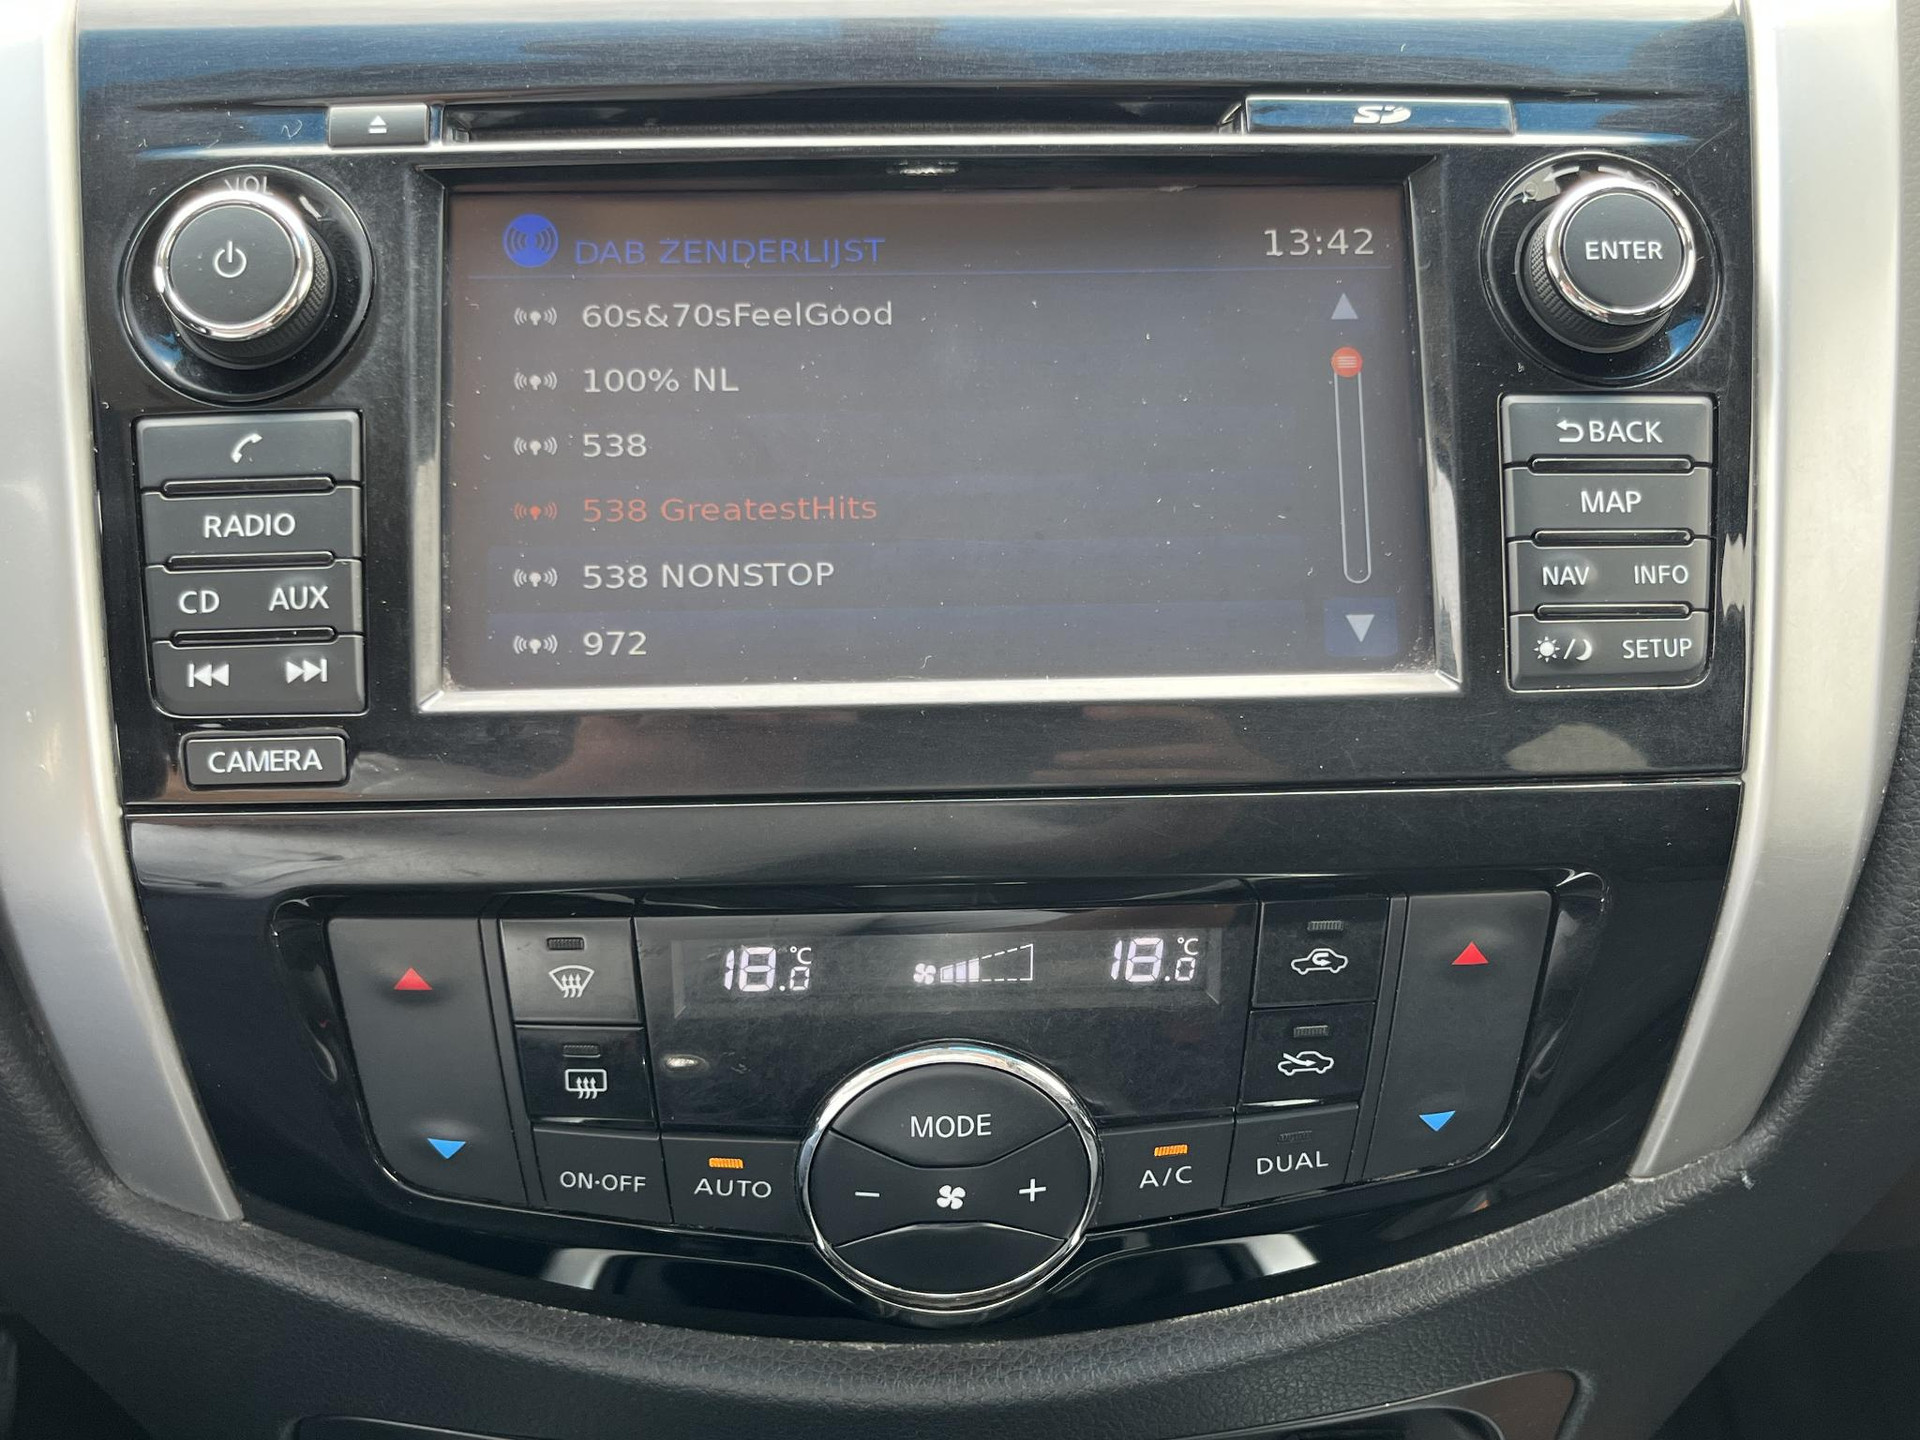 SD
VOL
DAB ZENDERLIJST
13:42
60s&70sFeelGood
100% NL
538
538 GreatestHits
538 NONSTOP
972
ENTER
RADIO
CD AUX
CAMERA
BACK
MAP
NAV INFO
SETUP
18.0°C
18.0°C
MODE
ON·OFF
AUTO
- +
A/C
DUAL